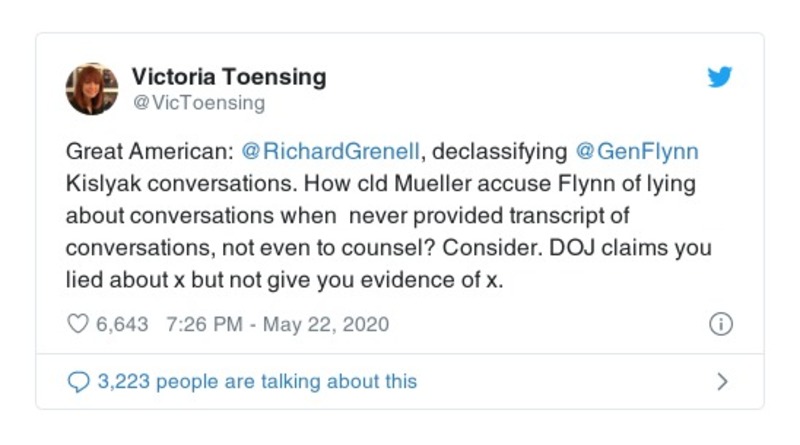 Victoria Toensing
@VicToensing
Great American: @RichardGrenell, declassifying @GenFlynn
Kislyak conversations. How cld Mueller accuse Flynn of lying
about conversations when  never provided transcript of
conversations, not even to counsel? Consider. DOJ claims you
lied about x but not give you evidence of x.
6,643 7:26 PM - May 22, 2020
3,223 people are talking about this